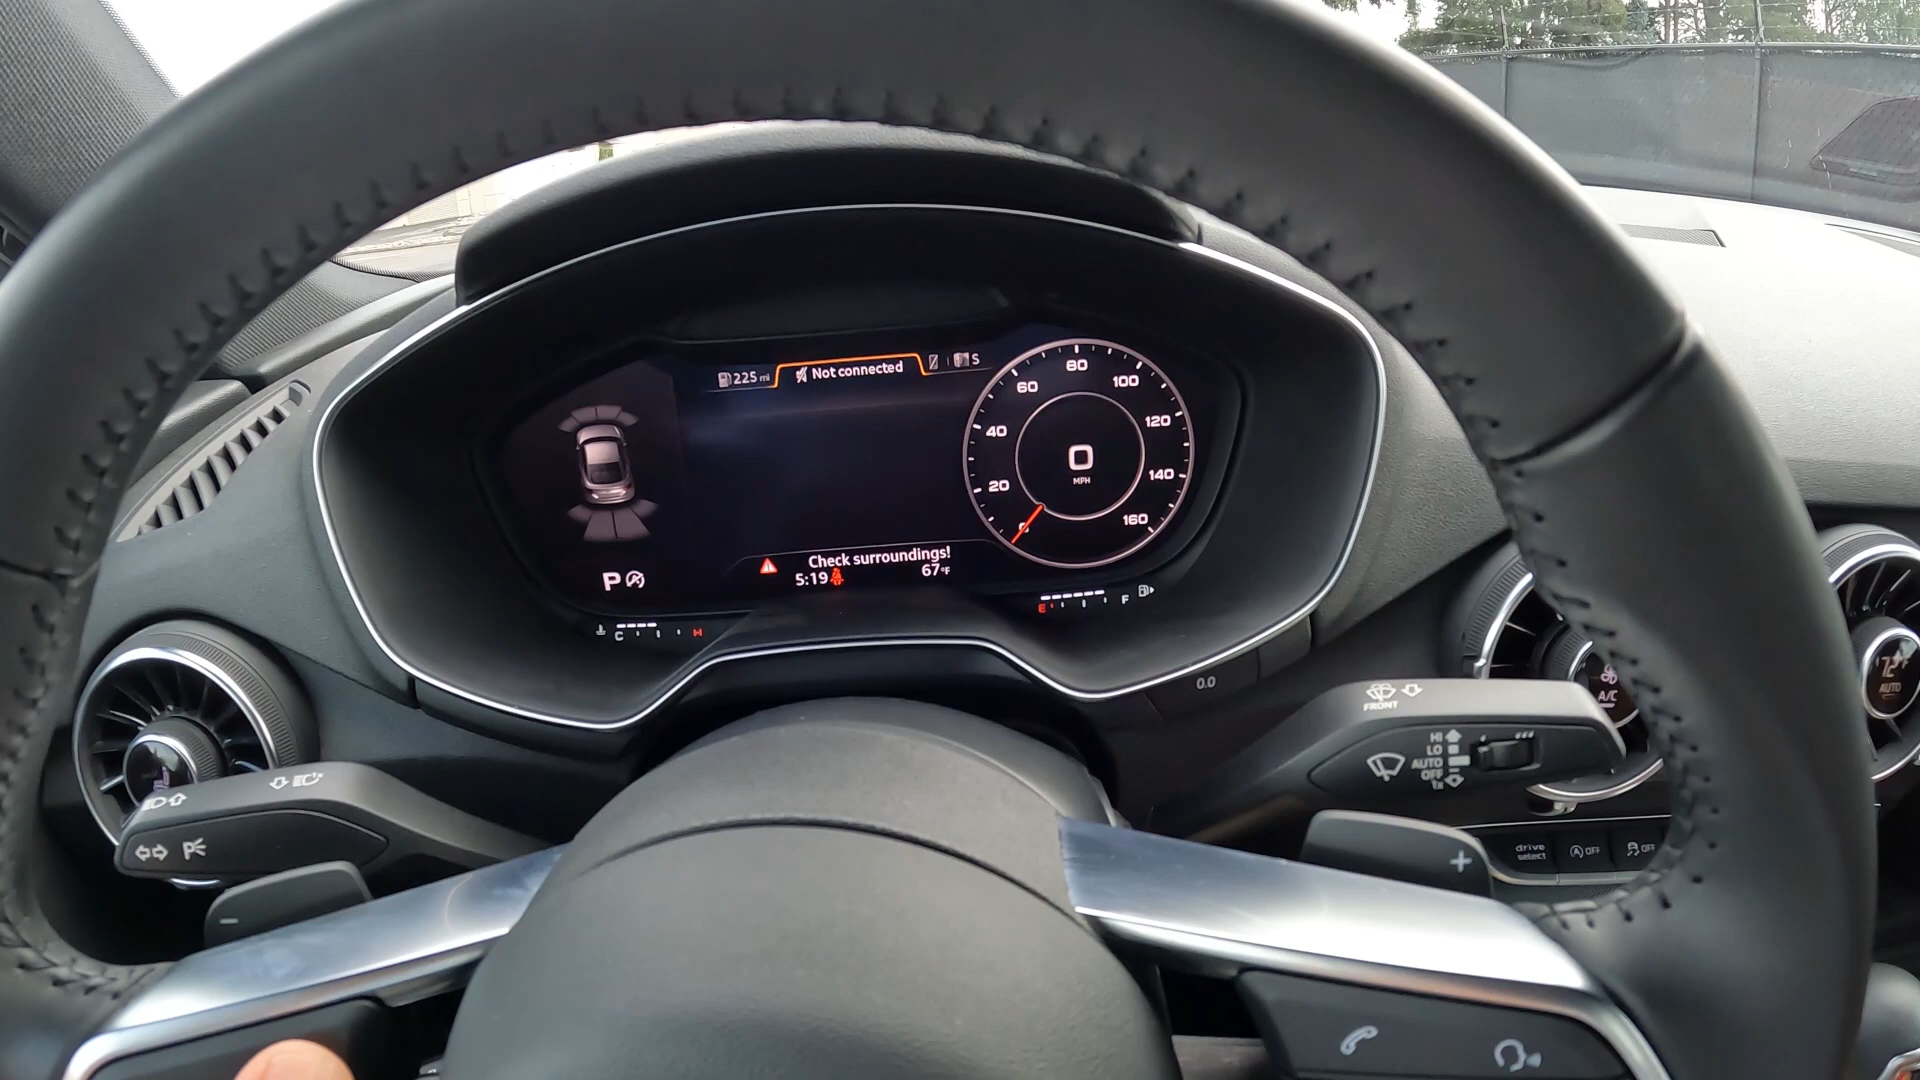 225 mi
Not connected
S
80
60
100
40
120
0
MPH
20
140
160
Check surroundings!
5:19
67°F
P
C
H
E
F
0.0
FRONT
HI
LO
AUTO
OFF
1x
A/C
72°F
AUTO
P
-
+
drive
select
A OFF
OFF